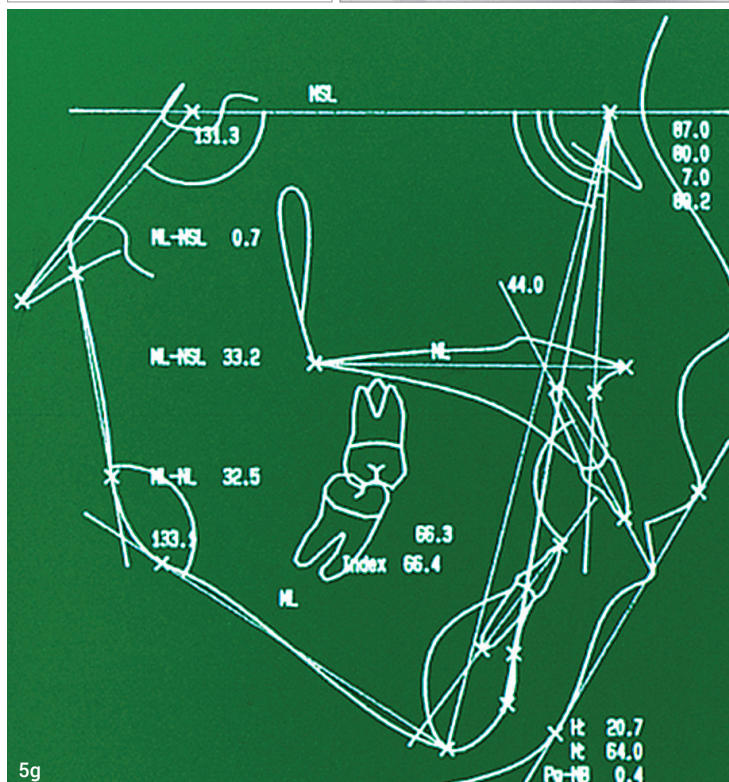 NSL
131.3
87.0
80.0
7.0
ML-NSL 0.7
44.0
NL
ML-NSL 33.2
ML-NL 32.5
66.3
Index 66.4
ML
20.7
64.0
Pg-NB 0.4
5g